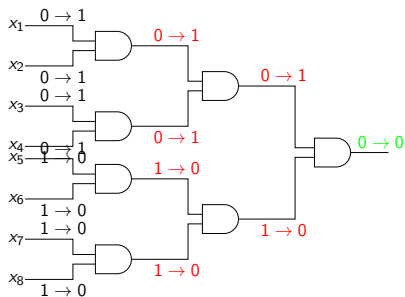 0 → 1
x1
0 → 1
x2
0 → 1
0 → 1
0 → 1
x3
0 → 1
x4
0 → 1
0 → 1
0 → 0
x5
1 → 0
1 → 0
x6
1 → 0
1 → 0
1 → 0
x7
1 → 0
x8
1 → 0